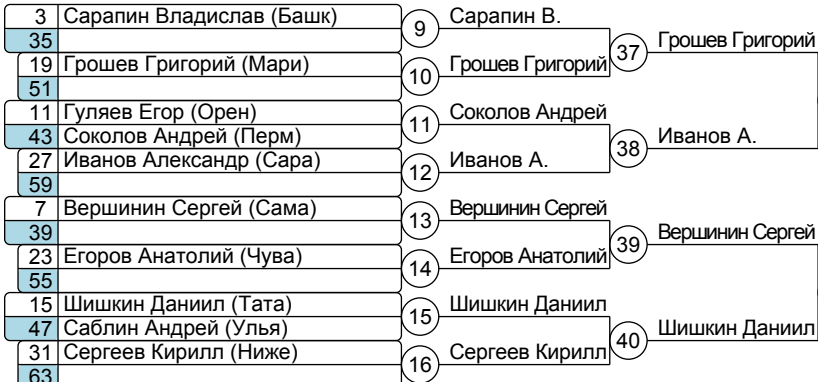 3 Сарапин Владислав (Башк)
9 Сарапин В.
35
37 Грошев Григорий
19 Грошев Григорий (Мари)
10 Грошев Григорий
51
11 Гуляев Егор (Орен)
11 Соколов Андрей
43 Соколов Андрей (Перм)
38 Иванов А.
27 Иванов Александр (Сара)
12 Иванов А.
59
7 Вершинин Сергей (Сама)
13 Вершинин Сергей
39
39 Вершинин Сергей
23 Егоров Анатолий (Чува)
14 Егоров Анатолий
55
15 Шишкин Даниил (Тата)
15 Шишкин Даниил
47 Саблин Андрей (Улья)
40 Шишкин Даниил
31 Сергеев Кирилл (Ниже)
16 Сергеев Кирилл
63